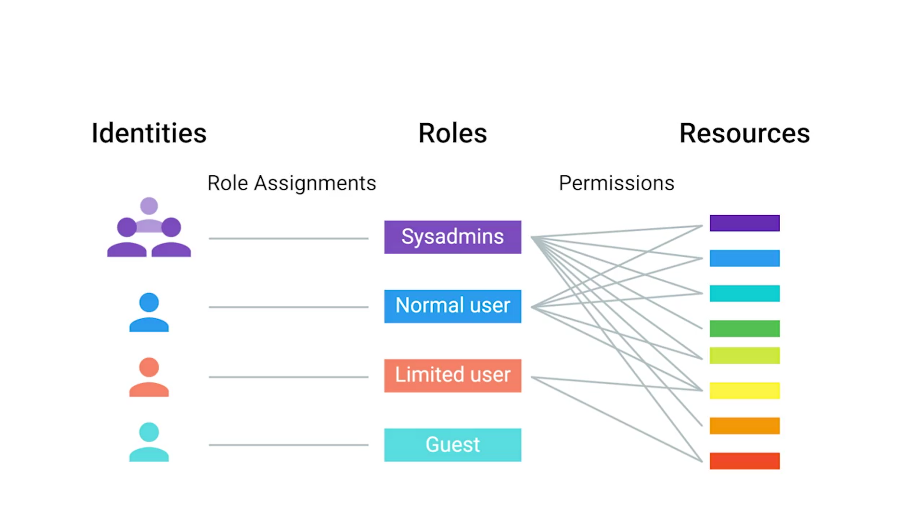 Identities
Roles
Resources
Role Assignments
Permissions
Sysadmins
Normal user
Limited user
Guest